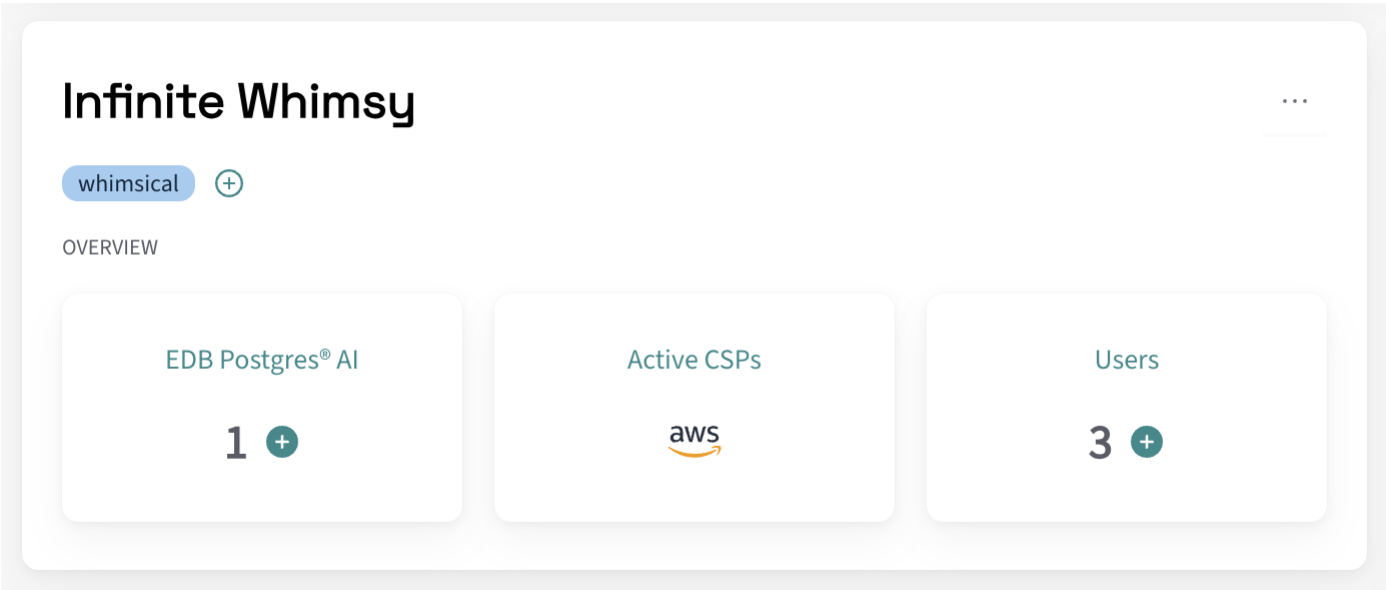 Infinite Whimsy
...
whimsical
OVERVIEW
EDB Postgres® AI
Active CSPs
Users
1
aws
3